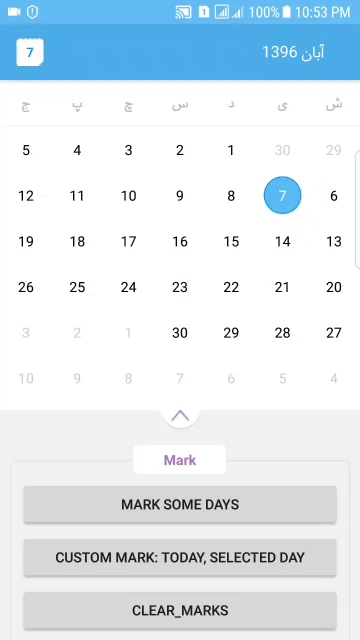 1 100% 10:53 PM
آبان 1396 7
ش ی د س چ پ ج
29 30 1 2 3 4 5
6 7 8 9 10 11 12
13 14 15 16 17 18 19
20 21 22 23 24 25 26
27 28 29 30 1 2 3
4 5 6 7 8 9 10
Mark
MARK SOME DAYS
CUSTOM MARK: TODAY, SELECTED DAY
CLEAR_MARKS